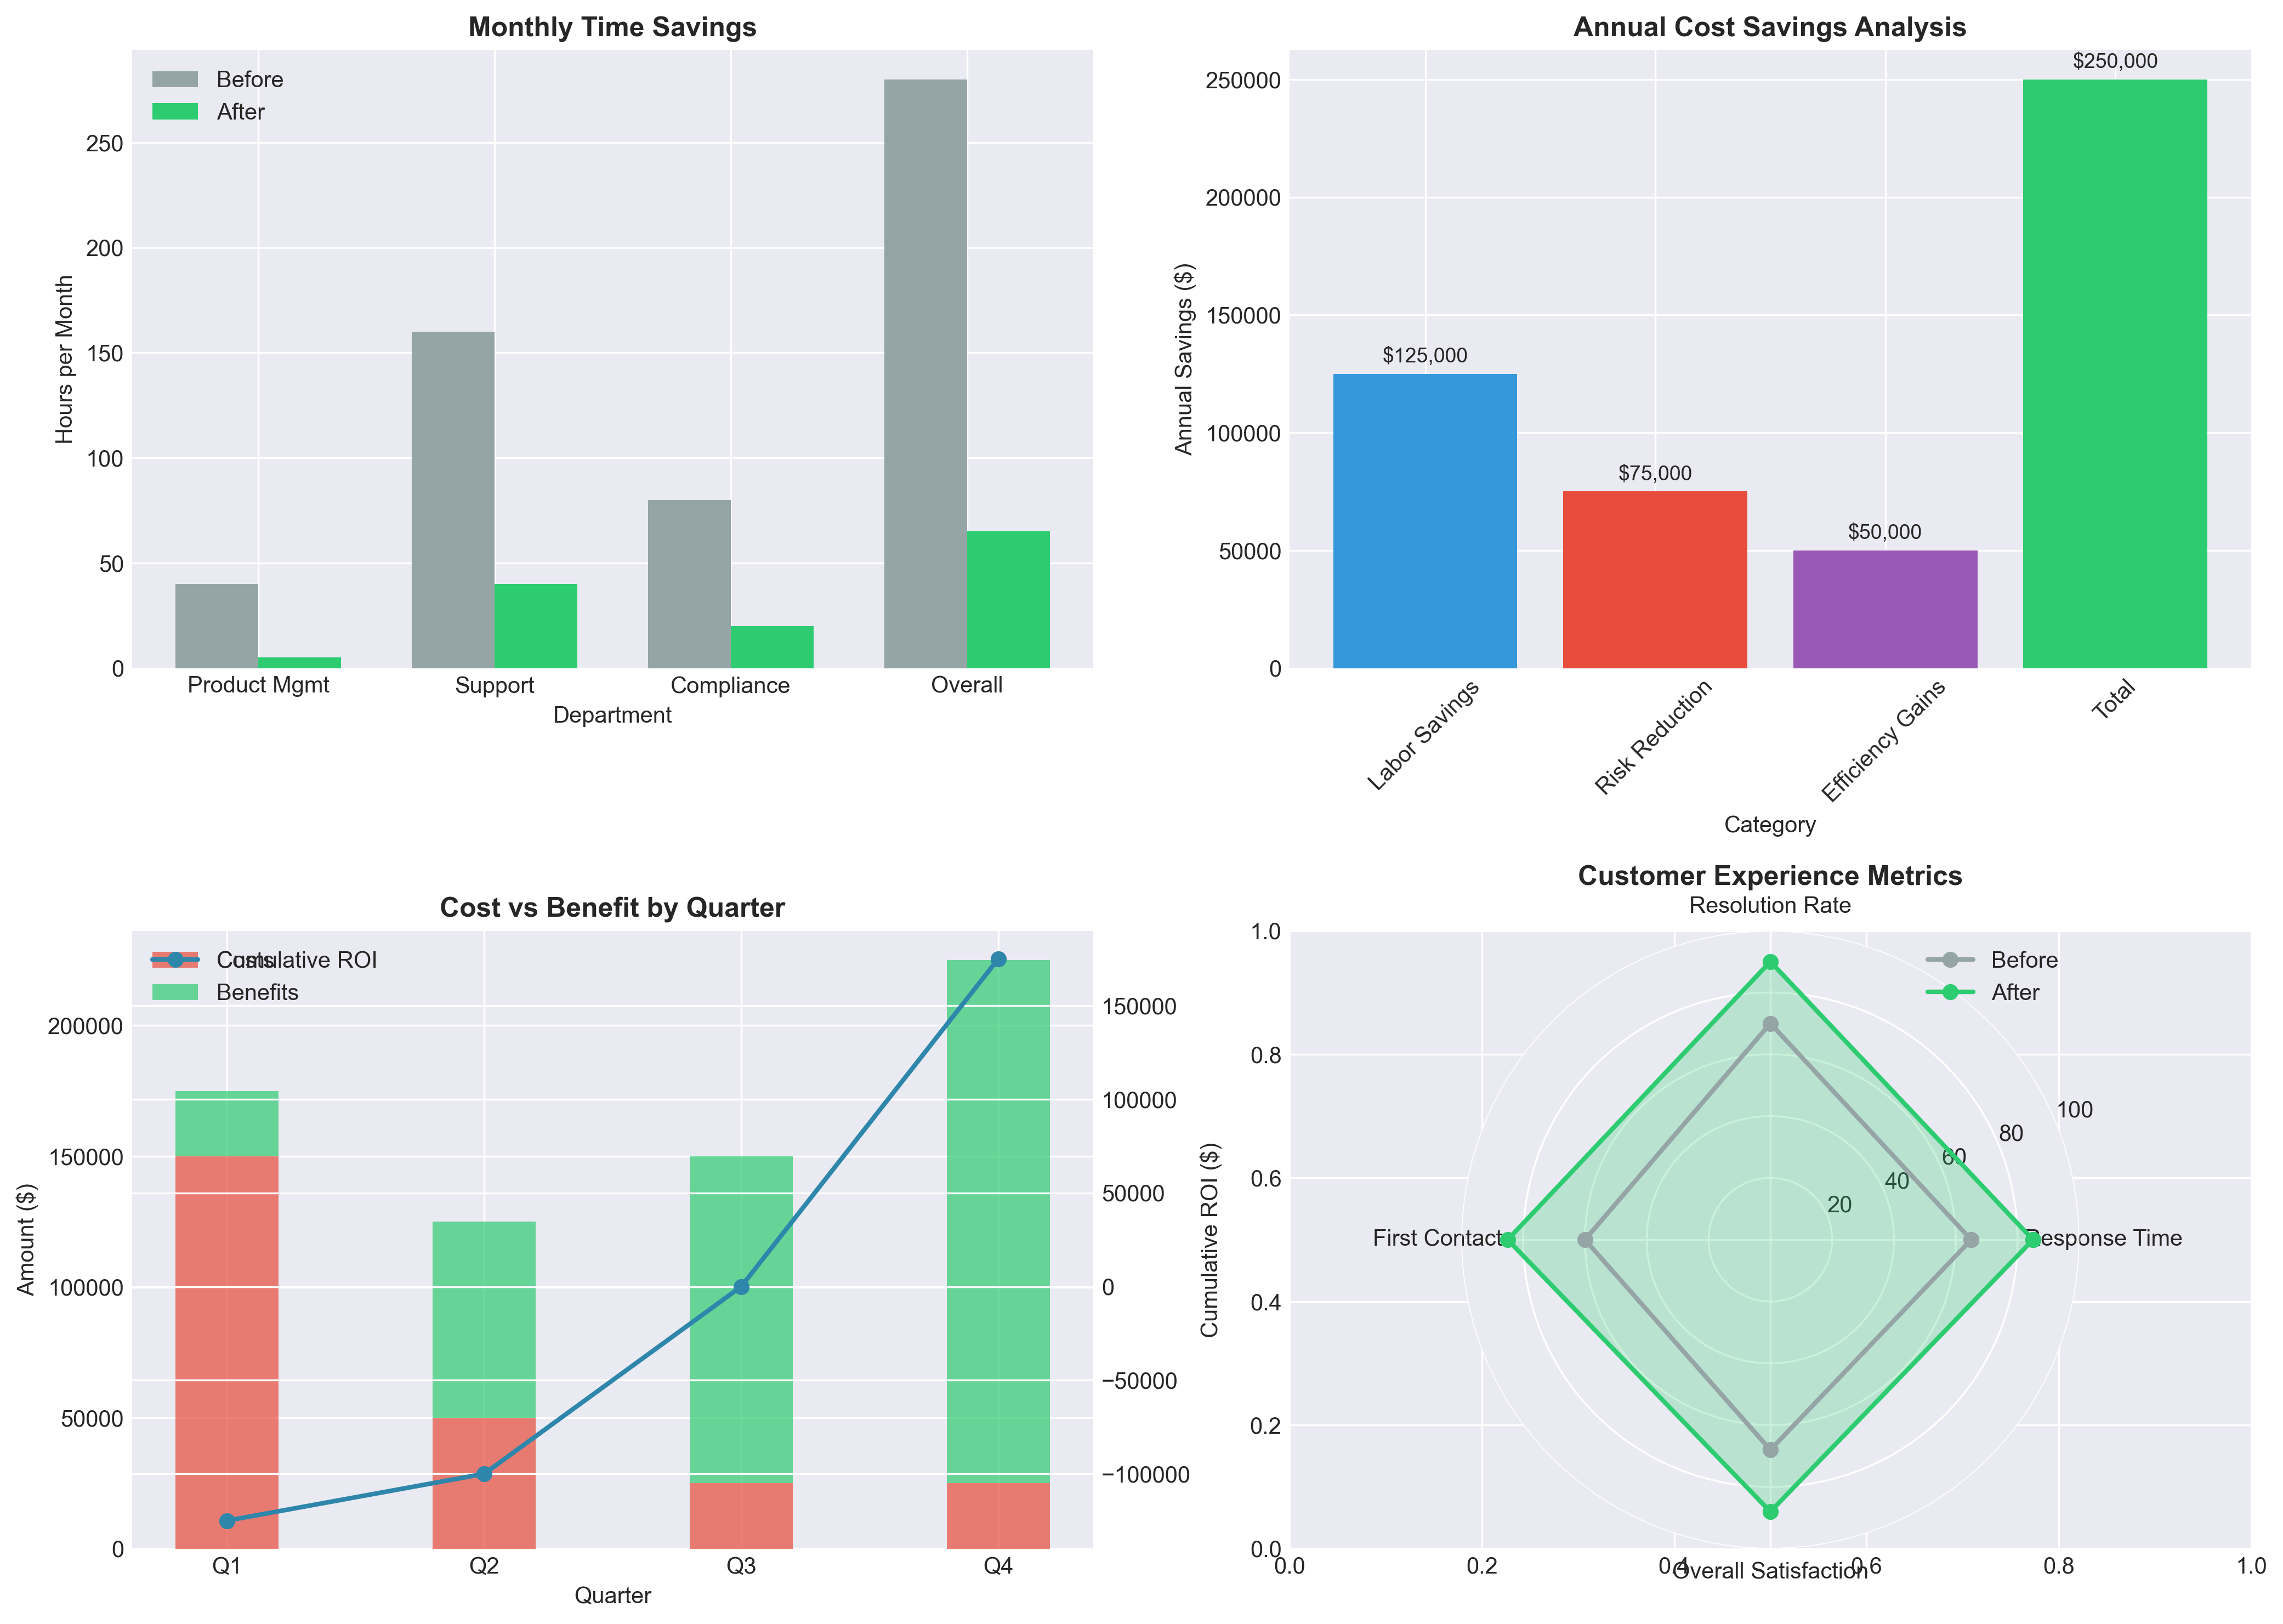 Monthly Time Savings
Before
After
Hours per Month
250
200
150
100
50
0
Product Mgmt
Support
Compliance
Overall
Department
Annual Cost Savings Analysis
Annual Savings ($)
250000
200000
150000
100000
50000
0
$125,000
$75,000
$50,000
$250,000
Labor Savings
Risk Reduction
Efficiency Gains
Total
Category
Cost vs Benefit by Quarter
Costs
Cumulative ROI
Benefits
Amount ($)
200000
150000
100000
50000
0
Q1
Q2
Q3
Q4
Quarter
150000
100000
50000
0
−50000
−100000
Cumulative ROI ($)
Customer Experience Metrics
Resolution Rate
Before
After
1.0
0.8
0.6
0.4
0.2
0.0
100
80
60
40
20
First Contact
Response Time
0.0
0.2
0.4
0.6
0.8
1.0
Overall Satisfaction